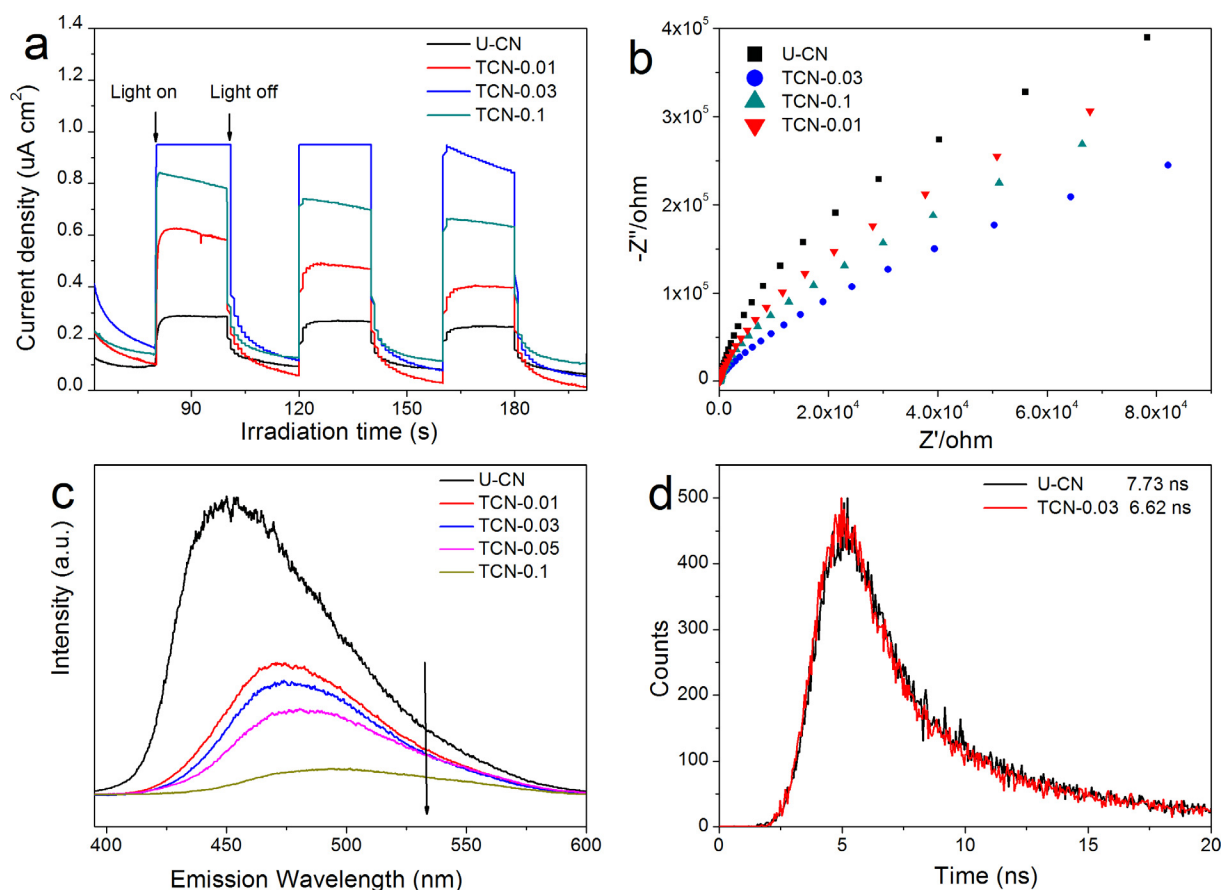 a
1.4
1.2
1.0
0.8
0.6
0.4
0.2
0.0
Current density (uA cm²)
Light on
Light off
U-CN
TCN-0.01
TCN-0.03
TCN-0.1
90 120 150 180
Irradiation time (s)
b
4x10⁵
3x10⁵
2x10⁵
1x10⁵
0
-Z''/ohm
U-CN
TCN-0.03
TCN-0.1
TCN-0.01
0.0 2.0x10⁴ 4.0x10⁴ 6.0x10⁴ 8.0x10⁴
Z'/ohm
c
Intensity (a.u.)
U-CN
TCN-0.01
TCN-0.03
TCN-0.05
TCN-0.1
400 450 500 550 600
Emission Wavelength (nm)
d
500
400
300
200
100
0
Counts
U-CN 7.73 ns
TCN-0.03 6.62 ns
0 5 10 15 20
Time (ns)